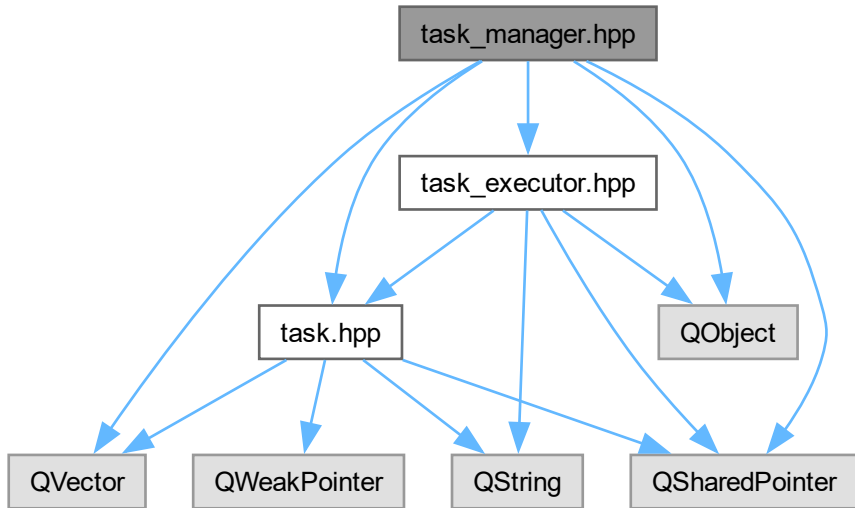 task_manager.hpp
task_executor.hpp
task.hpp
QObject
QVector
QWeakPointer
QString
QSharedPointer